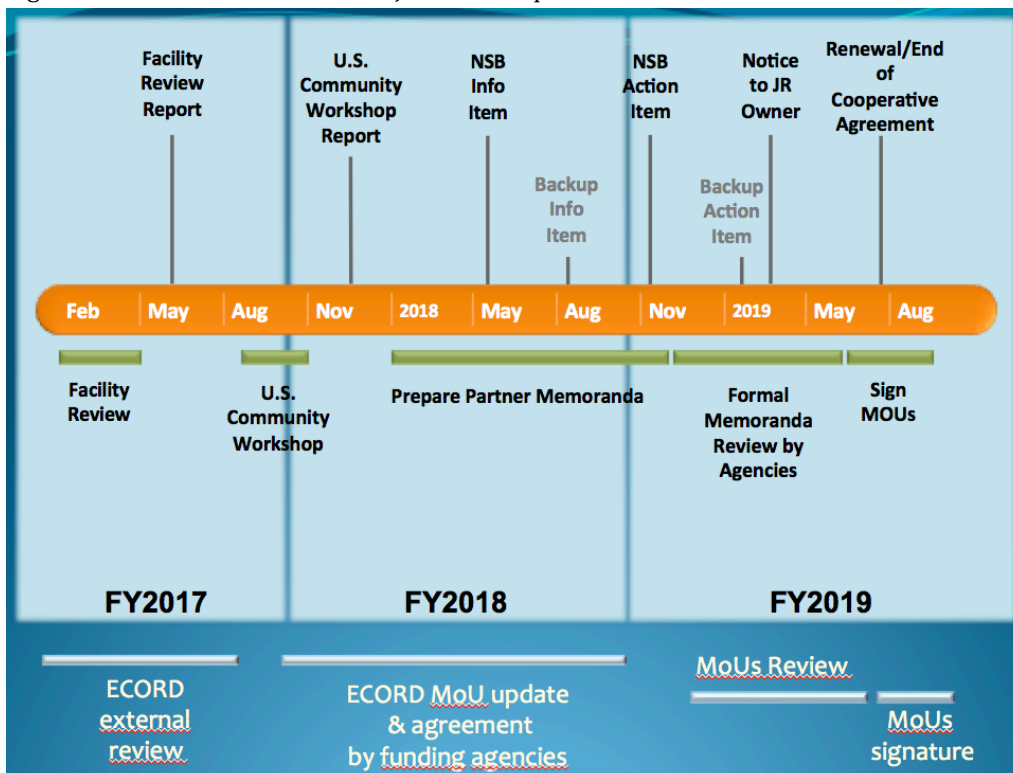 Facility
Review
Report
U.S.
Community
Workshop
Report
NSB
Info
Item
Backup
Info
Item
NSB
Action
Item
Backup
Action
Item
Notice
to JR
Owner
Renewal/End
of
Cooperative
Agreement
Feb May Aug Nov 2018 May Aug Nov 2019 May Aug
Facility
Review
U.S.
Community
Workshop
Prepare Partner Memoranda
Formal
Memoranda
Review by
Agencies
Sign
MOUs
FY2017 FY2018 FY2019
ECORD
external
review
ECORD MoU update
& agreement
by funding agencies
MoUs Review
MoUs
signature